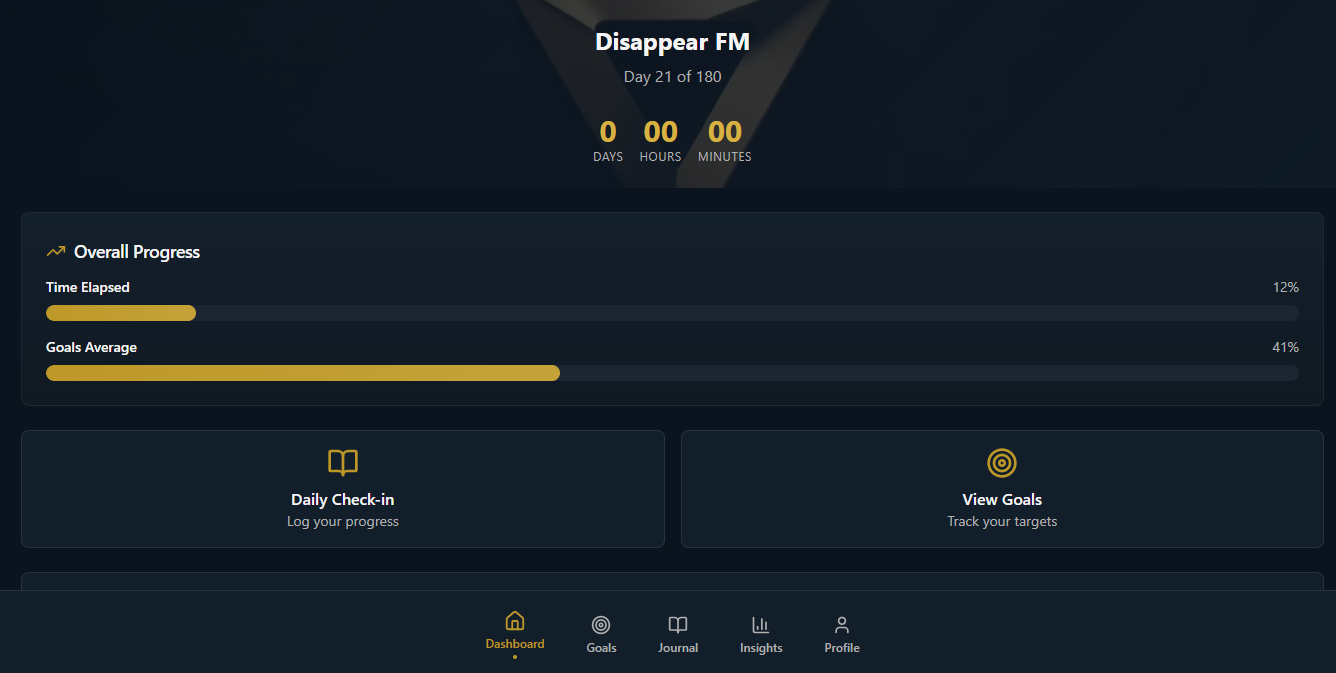 Disappear FM
Day 21 of 180
0 00 00
DAYS HOURS MINUTES
Overall Progress
Time Elapsed 12%
Goals Average 41%
Daily Check-in
Log your progress
View Goals
Track your targets
Dashboard Goals Journal Insights Profile